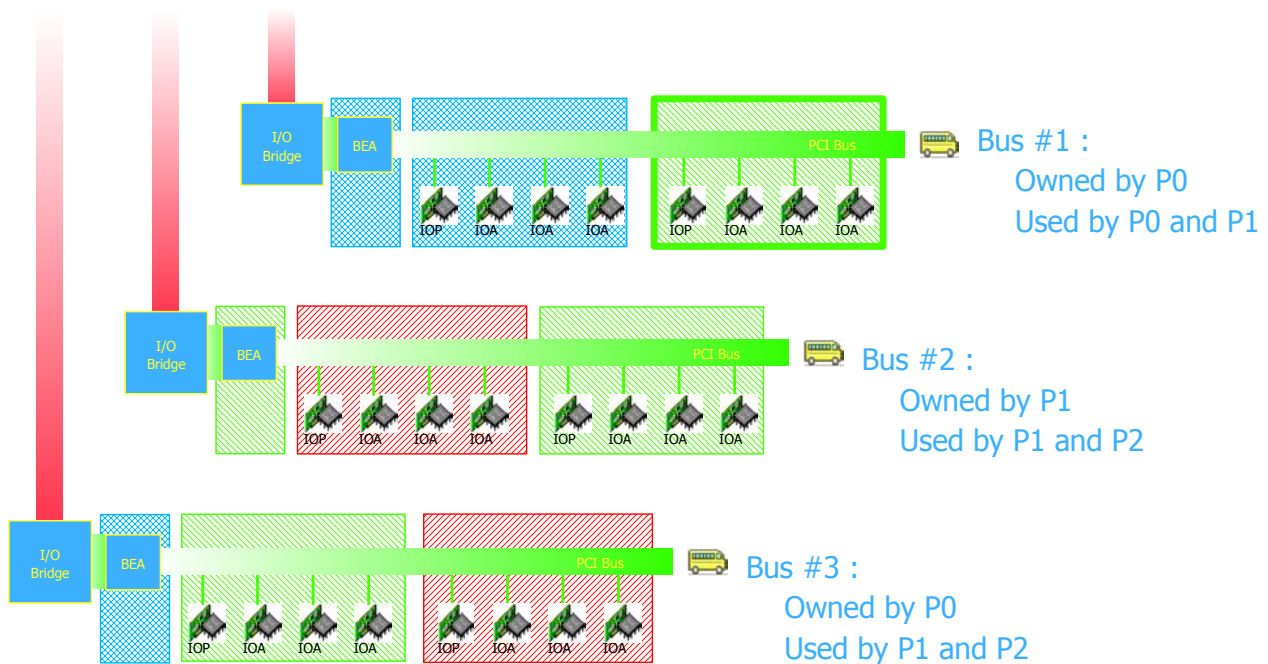 I/O
Bridge
BEA
PCI Bus
IOP
IOA
IOA
IOA
IOP
IOA
IOA
IOA
Bus #1 :
Owned by P0
Used by P0 and P1
I/O
Bridge
BEA
PCI Bus
IOP
IOA
IOA
IOA
IOP
IOA
IOA
IOA
Bus #2 :
Owned by P1
Used by P1 and P2
I/O
Bridge
BEA
PCI Bus
IOP
IOA
IOA
IOA
IOP
IOA
IOA
IOA
Bus #3 :
Owned by P0
Used by P1 and P2